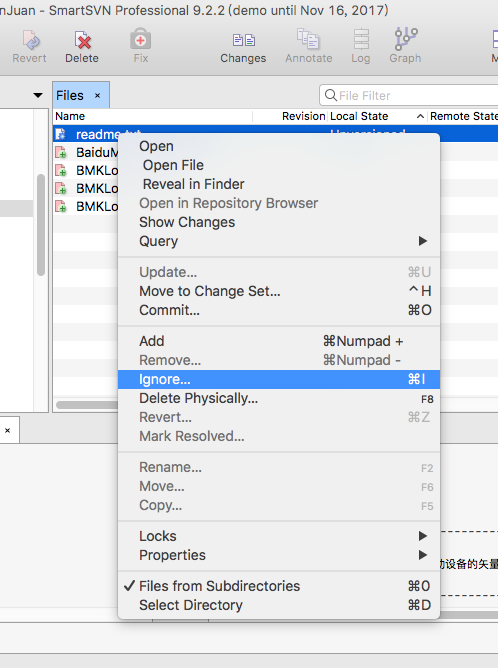 nJuan - SmartSVN Professional 9.2.2 (demo until Nov 16, 2017)
Revert Delete Fix Changes Annotate Log Graph M
Files × File Filter
Name Revision Local State Remote State
readme.txt Unversioned
BaiduM
BMKLo
BMKLo
BMKLo
Open
Open File
Reveal in Finder
Open in Repository Browser
Show Changes
Query
Update... ⌘U
Move to Change Set... ^H
Commit... ⌘O
Add ⌘Numpad +
Remove... ⌘Numpad -
Ignore... ⌘I
Delete Physically... F8
Revert... ⌘Z
Mark Resolved...
Rename... F2
Move... F6
Copy... F5
Locks
Properties
动设备的矢量
✓ Files from Subdirectories ⌘0
Select Directory ⌘D